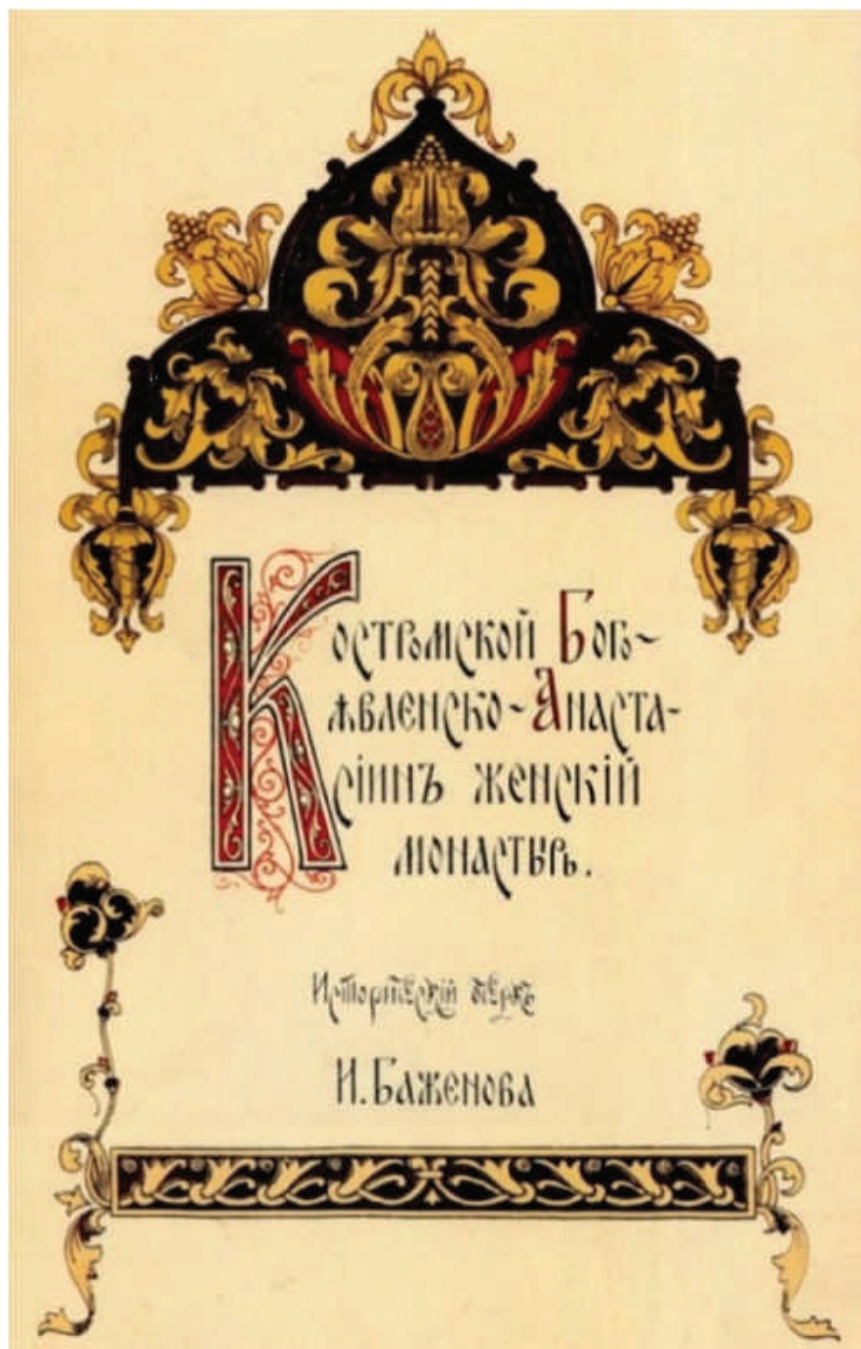 Костромской Бого-
явленско-Анаста-
сіинъ женскій
монастырь.
Историческій очеркъ
И. Баженова